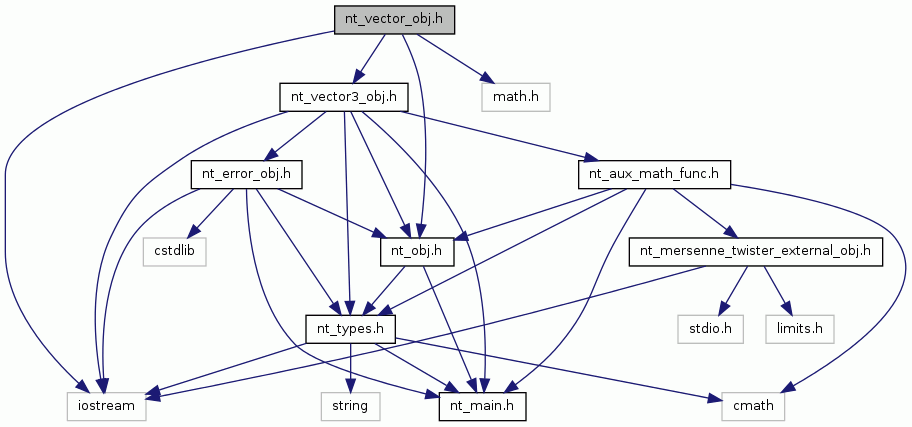 nt_vector_obj.h
nt_vector3_obj.h
math.h
nt_error_obj.h
nt_aux_math_func.h
cstdlib
nt_obj.h
nt_mersenne_twister_external_obj.h
nt_types.h
stdio.h
limits.h
iostream
string
nt_main.h
cmath